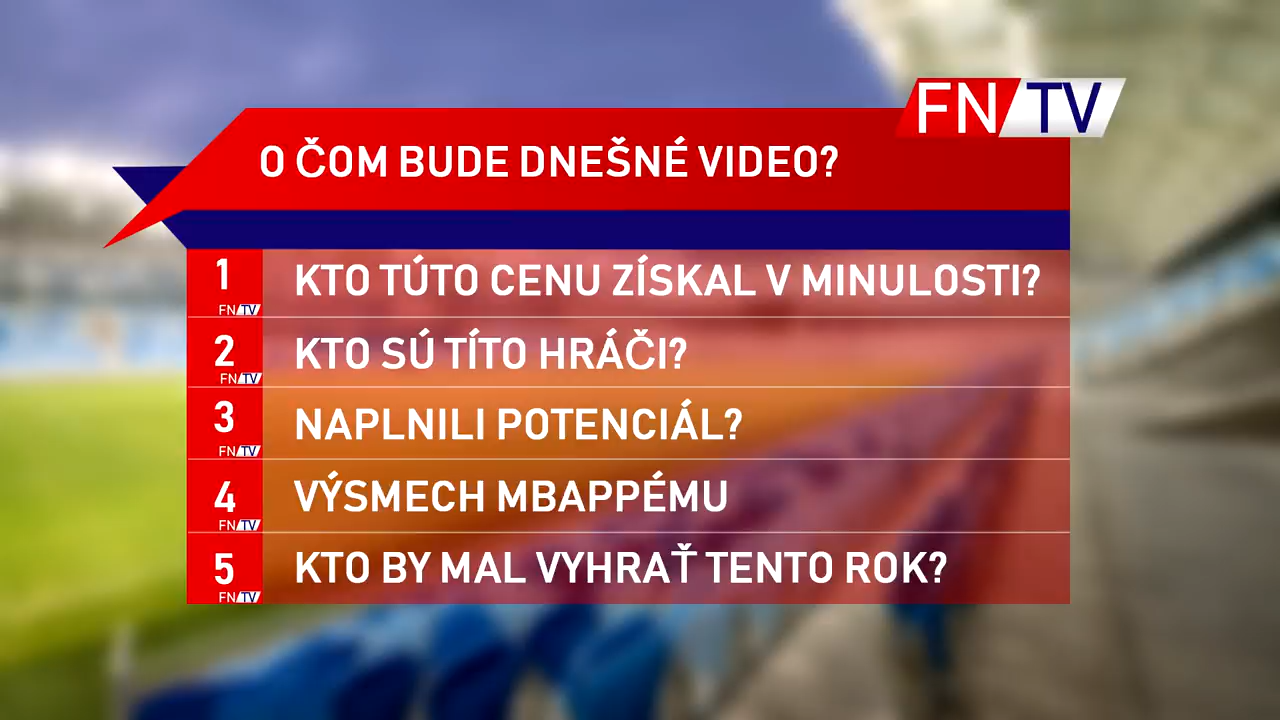 FN/TV
O ČOM BUDE DNEŠNÉ VIDEO?
1 KTO TÚTO CENU ZÍSKAL V MINULOSTI?
FN/TV
2 KTO SÚ TÍTO HRÁČI?
FN/TV
3 NAPLNILI POTENCIÁL?
FN/TV
4 VÝSMECH MBAPPÉMU
FN/TV
5 KTO BY MAL VYHRAŤ TENTO ROK?
FN/TV